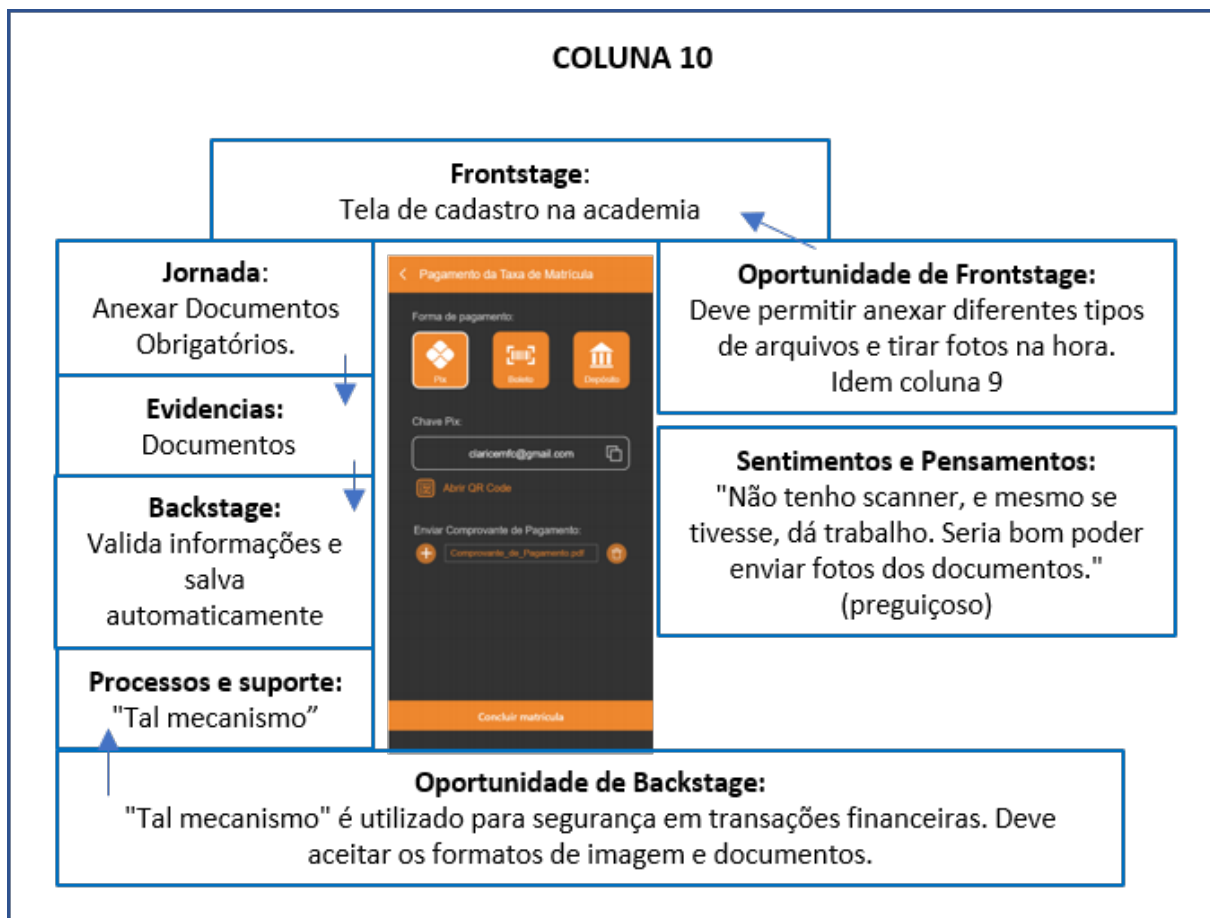 COLUNA 10
Frontstage:
Tela de cadastro na academia
Jornada:
Anexar Documentos
Obrigatórios.
Evidencias:
Documentos
Backstage:
Valida informações e
salva
automaticamente
Processos e suporte:
"Tal mecanismo”
< Pagamento da Taxa de Matrícula
Forma de pagamento:
Pix Boleto Depósito
Chave Pix:
claricemfc@gmail.com
Abrir QR Code
Enviar Comprovante de Pagamento:
Comprovante_de_Pagamento.pdf
Concluir matrícula
Oportunidade de Frontstage:
Deve permitir anexar diferentes tipos
de arquivos e tirar fotos na hora.
Idem coluna 9
Sentimentos e Pensamentos:
"Não tenho scanner, e mesmo se
tivesse, dá trabalho. Seria bom poder
enviar fotos dos documentos."
(preguiçoso)
Oportunidade de Backstage:
"Tal mecanismo" é utilizado para segurança em transações financeiras. Deve
aceitar os formatos de imagem e documentos.